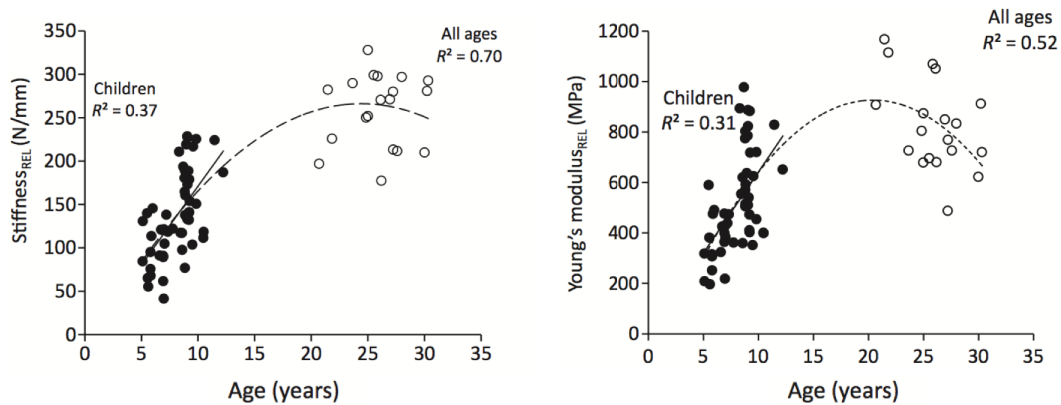 350
300
250
200
150
100
50
0
Stiffness_REL (N/mm)
Children
R² = 0.37
All ages
R² = 0.70
0 5 10 15 20 25 30 35
Age (years)
1200
1000
800
600
400
200
0
Young's modulus_REL (MPa)
Children
R² = 0.31
All ages
R² = 0.52
0 5 10 15 20 25 30 35
Age (years)